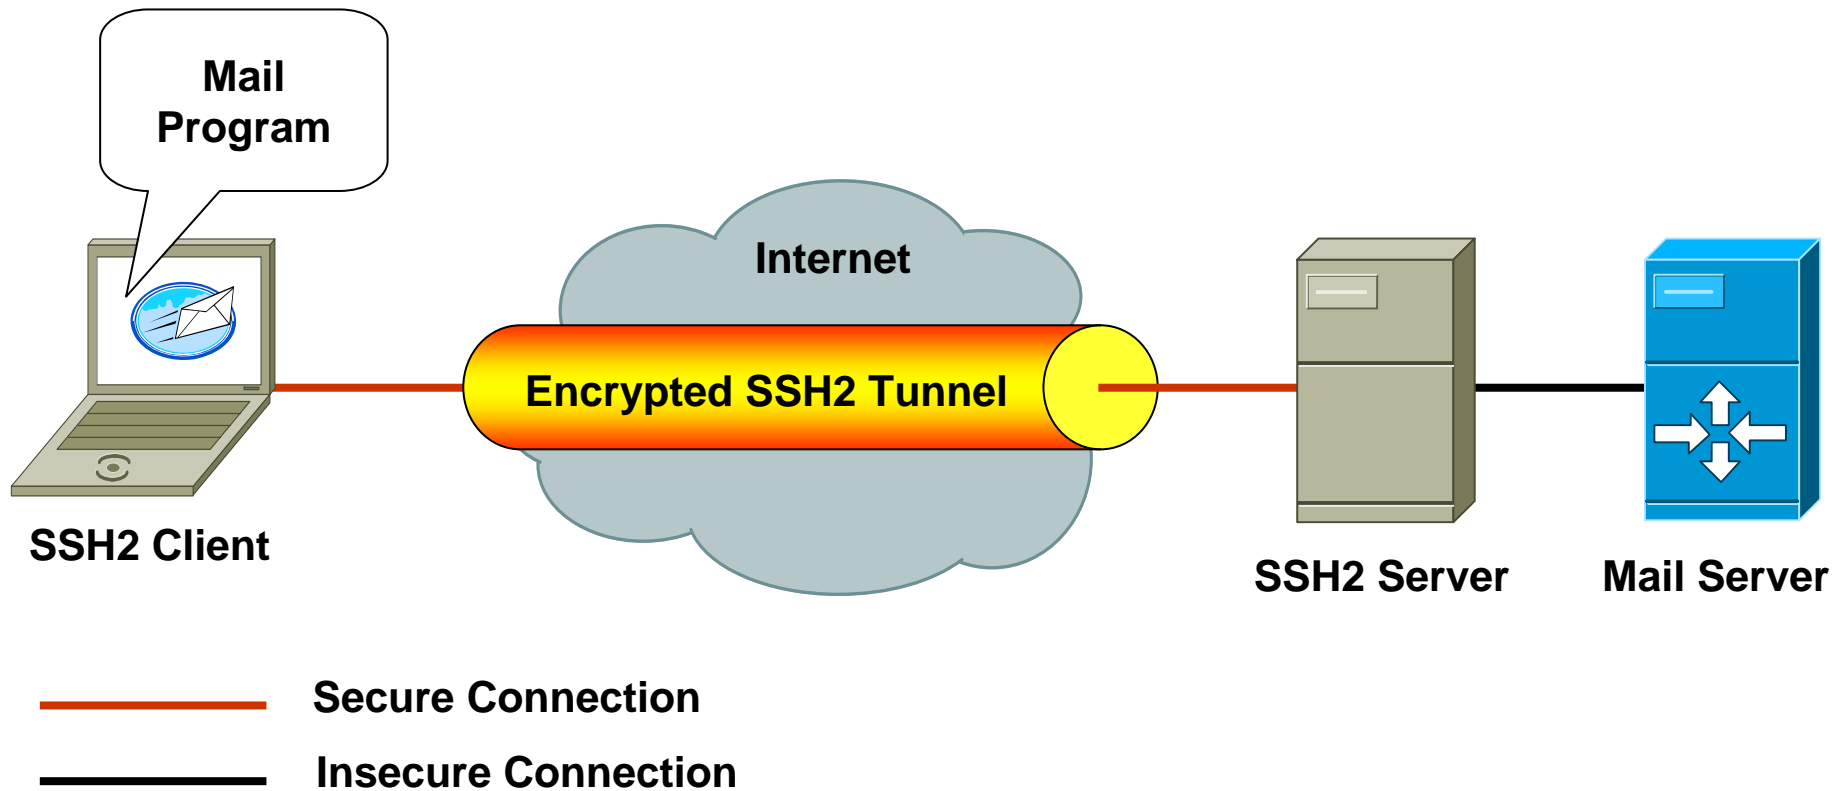 Mail
Program
Internet
Encrypted SSH2 Tunnel
SSH2 Client
SSH2 Server
Mail Server
Secure Connection
Insecure Connection